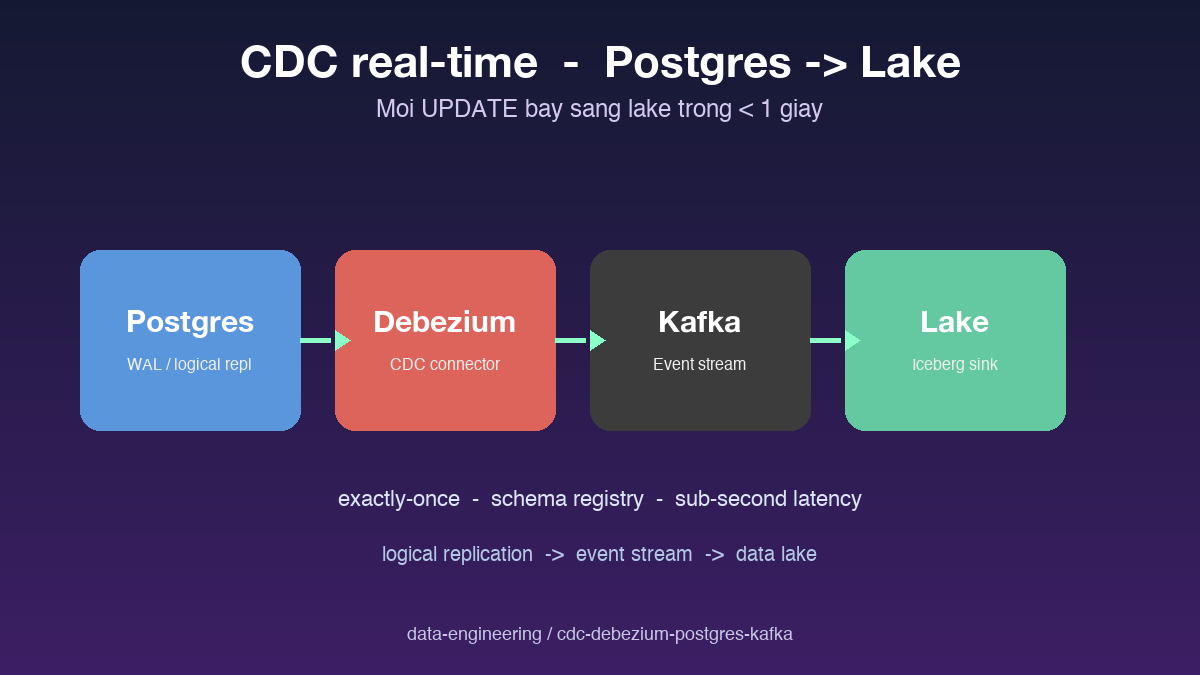 CDC real-time - Postgres -> Lake
Moi UPDATE bay sang lake trong < 1 giay
Postgres
WAL / logical repl
Debezium
CDC connector
Kafka
Event stream
Lake
Iceberg sink
exactly-once - schema registry - sub-second latency
logical replication -> event stream -> data lake
data-engineering / cdc-debezium-postgres-kafka